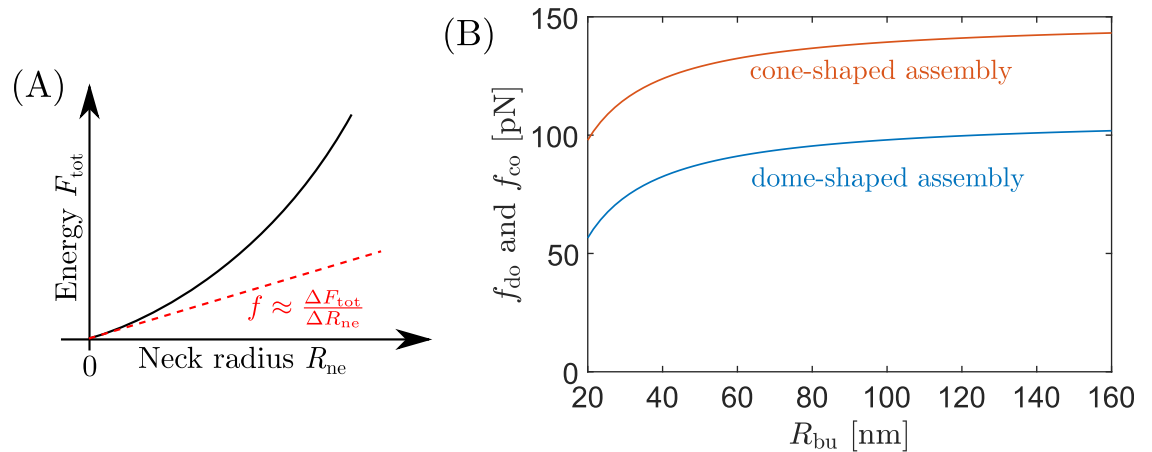 (A)
Energy F_tot
f ≈ ΔF_tot / ΔR_ne
0
Neck radius R_ne
(B)
f_do and f_co [pN]
150
100
50
0
cone-shaped assembly
dome-shaped assembly
20 40 60 80 100 120 140 160
R_bu [nm]